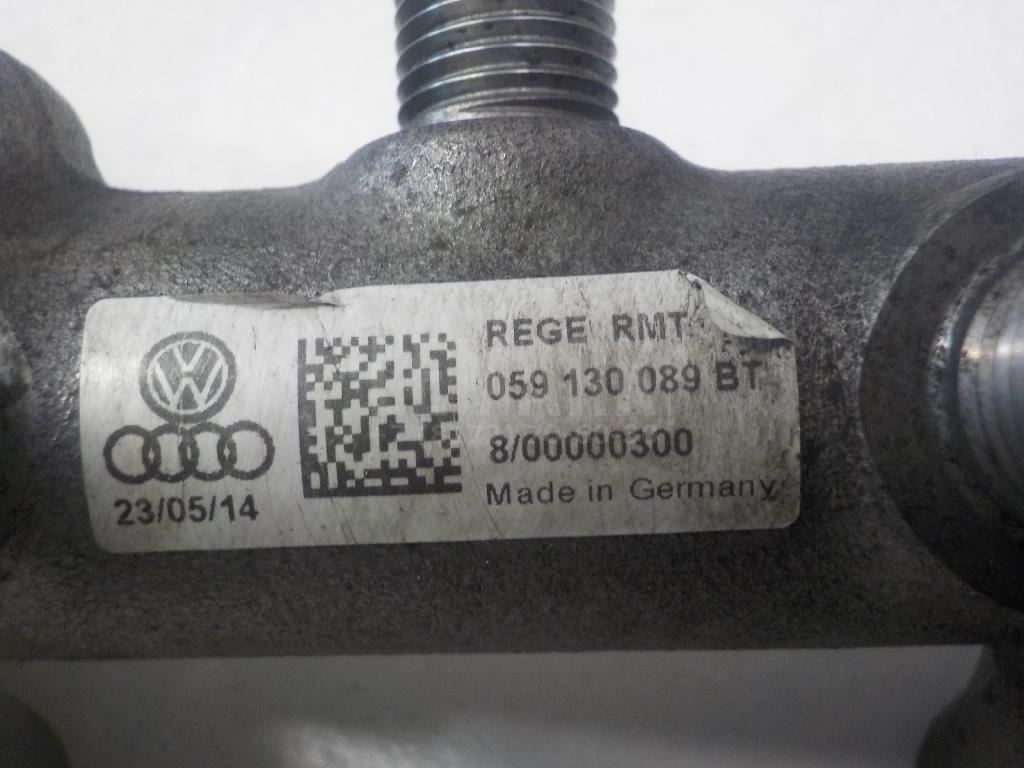 REGE RMT
059 130 089 BT
8/00000300
Made in Germany
23/05/14